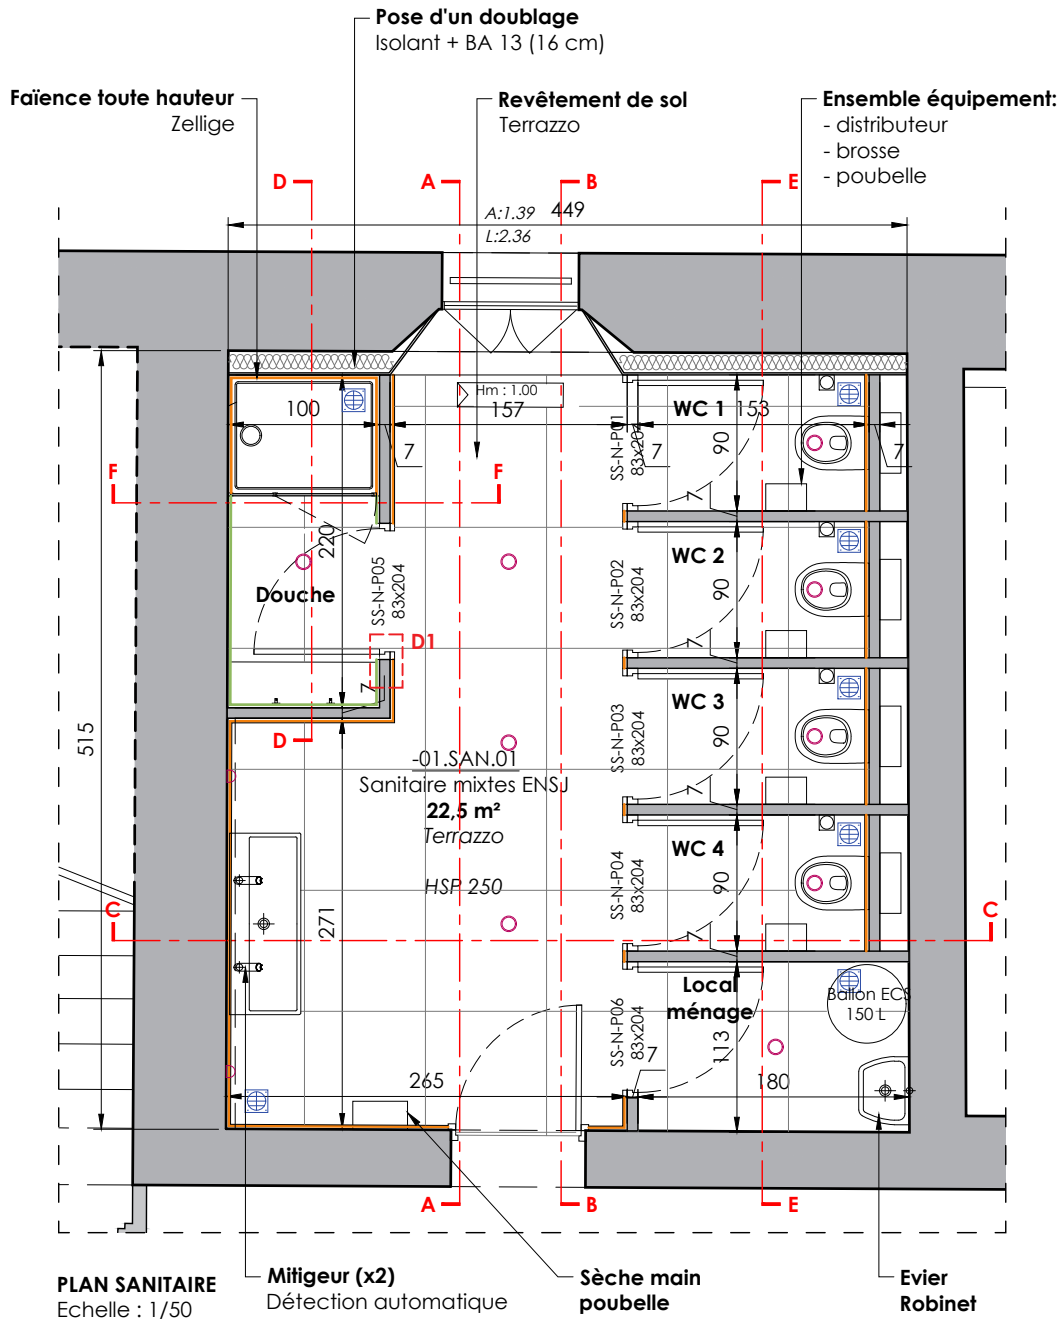 Pose d'un doublage
Isolant + BA 13 (16 cm)
Faïence toute hauteur
Zellige
Revêtement de sol
Terrazzo
Ensemble équipement:
- distributeur
- brosse
- poubelle
D
A
B
E
A:1.39
449
L:2.36
Hm : 1.00
100
157
WC 1
153
7
7
90
7
SS-N-P01
83x204
F
F
220
Douche
SS-N-P05
83x204
D1
7
WC 2
90
7
SS-N-P02
83x204
515
D
-01.SAN.01
Sanitaire mixtes ENSJ
22,5 m²
Terrazzo
HSP 250
WC 3
90
7
SS-N-P03
83x204
WC 4
90
7
SS-N-P04
83x204
C
C
271
Local
ménage
Ballon ECS
150 L
SS-N-P06
83x204
113
7
265
180
A
B
E
PLAN SANITAIRE
Echelle : 1/50
Mitigeur (x2)
Détection automatique
Sèche main
poubelle
Evier
Robinet